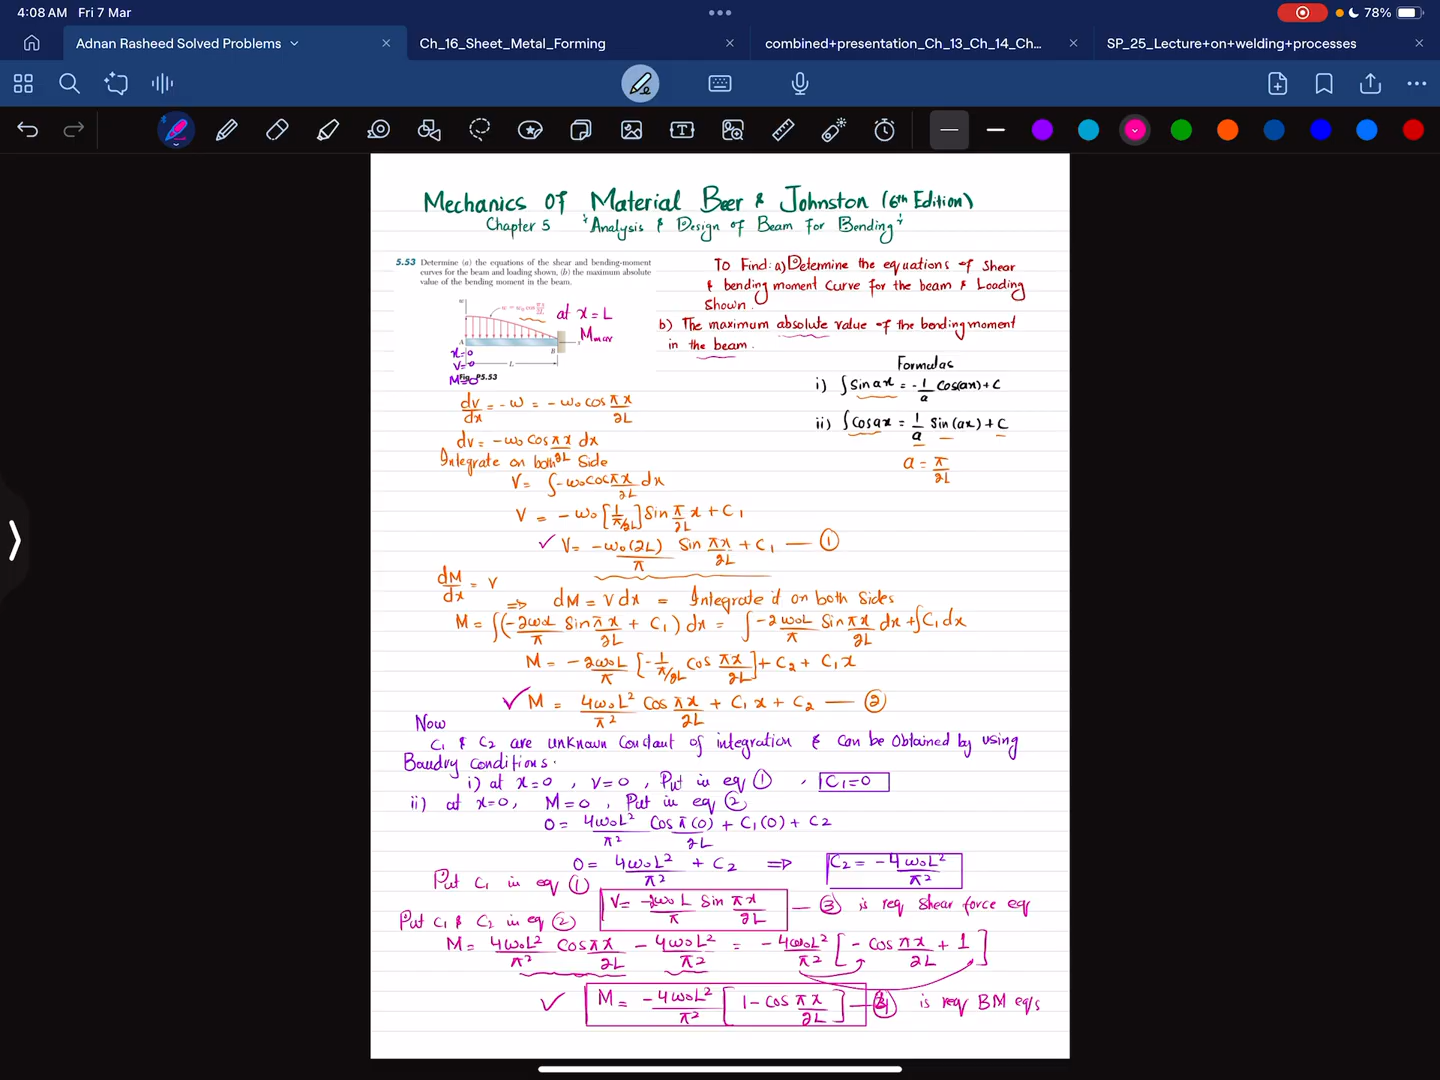 4:08 AM Fri 7 Mar
78%
Adnan Rasheed Solved Problems
Ch_16_Sheet_Metal_Forming
combined+presentation_Ch_13_Ch_14_Ch...
SP_25_Lecture+on+welding+processes
Mechanics Of Material Beer & Johnston (6th Edition)
Chapter 5 "Analysis & Design of Beam For Bending"
5.53 Determine (a) the equations of the shear and bending-moment
curves for the beam and loading shown, (b) the maximum absolute
value of the bending moment in the beam.
To Find: a) Determine the equations of Shear
& bending moment Curve for the beam & Loading
Shown.
b) The maximum absolute value of the bending moment
in the beam.
w
w = w₀ cos πx/2L
at x = L
Mmax
A
B
x
L
x=0
V=0
M=0
Fig. P5.53
Formulas
i) ∫ Sin ax = -1/a Cos(ax) + C
ii) ∫ Cos ax = 1/a Sin (ax) + C
a = π/2L
dv/dx = -w = -w₀ cos πx/2L
dv = -w₀ Cos πx/2L dx
Integrate on both Side
V = ∫ -w₀ cos πx/2L dx
V = -w₀ [1/π/2L] Sin πx/2L + C₁
✓ V = -w₀(2L)/π Sin πx/2L + C₁ — ①
dM/dx = V
⇒ dM = V dx = Integrate it on both Sides
M = ∫(-2w₀L/π Sin πx/2L + C₁) dx = ∫ -2w₀L/π Sin πx/2L dx + ∫C₁ dx
M = -2w₀L/π [-1/π/2L Cos πx/2L] + C₂ + C₁x
✓ M = 4w₀L²/π² Cos πx/2L + C₁x + C₂ — ②
Now
C₁ & C₂ are unknown Constant of integration & Can be Obtained by using
Boudry Conditions.
i) at x=0, V=0, Put in eq ① , C₁=0
ii) at x=0, M=0, Put in eq ②
0 = 4w₀L²/π² Cos π(0)/2L + C₁(0) + C₂
0 = 4w₀L²/π² + C₂ ⇒ C₂ = -4w₀L²/π²
Put C₁ in eq ①
V = -2w₀L/π Sin πx/2L — ③ is req Shear force eq
Put C₁ & C₂ in eq ②
M = 4w₀L²/π² Cos πx/2L - 4w₀L²/π² = -4w₀L²/π² [-cos πx/2L + 1]
✓ M = -4w₀L²/π² [1 - cos πx/2L] — ④ is req BM eqs